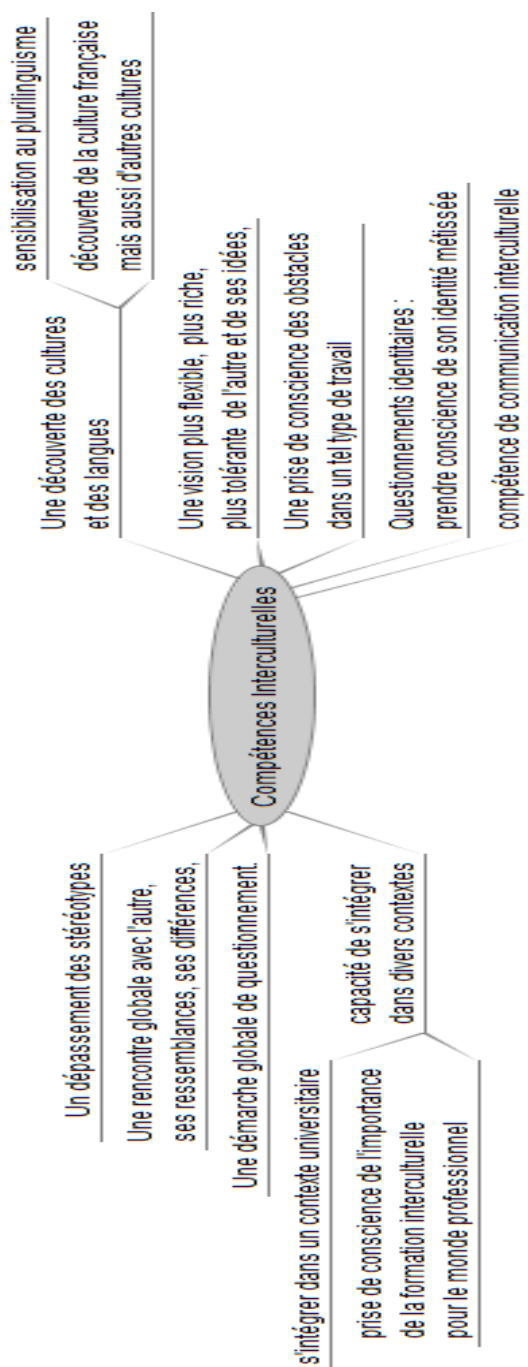 Compétences Interculturelles
Un dépassement des stéréotypes
Une rencontre globale avec l'autre,
ses ressemblances, ses différences,
Une démarche globale de questionnement.
capacité de s'intégrer
dans divers contextes
s'intégrer dans un contexte universitaire
prise de conscience de l'importance
de la formation interculturelle
pour le monde professionnel
Une découverte des cultures
et des langues
sensibilisation au plurilinguisme
découverte de la culture française
mais aussi d'autres cultures
Une vision plus flexible, plus riche,
plus tolérante de l'autre et de ses idées,
Une prise de conscience des obstacles
dans un tel type de travail
Questionnements identitaires :
prendre conscience de son identité métissée
compétence de communication interculturelle